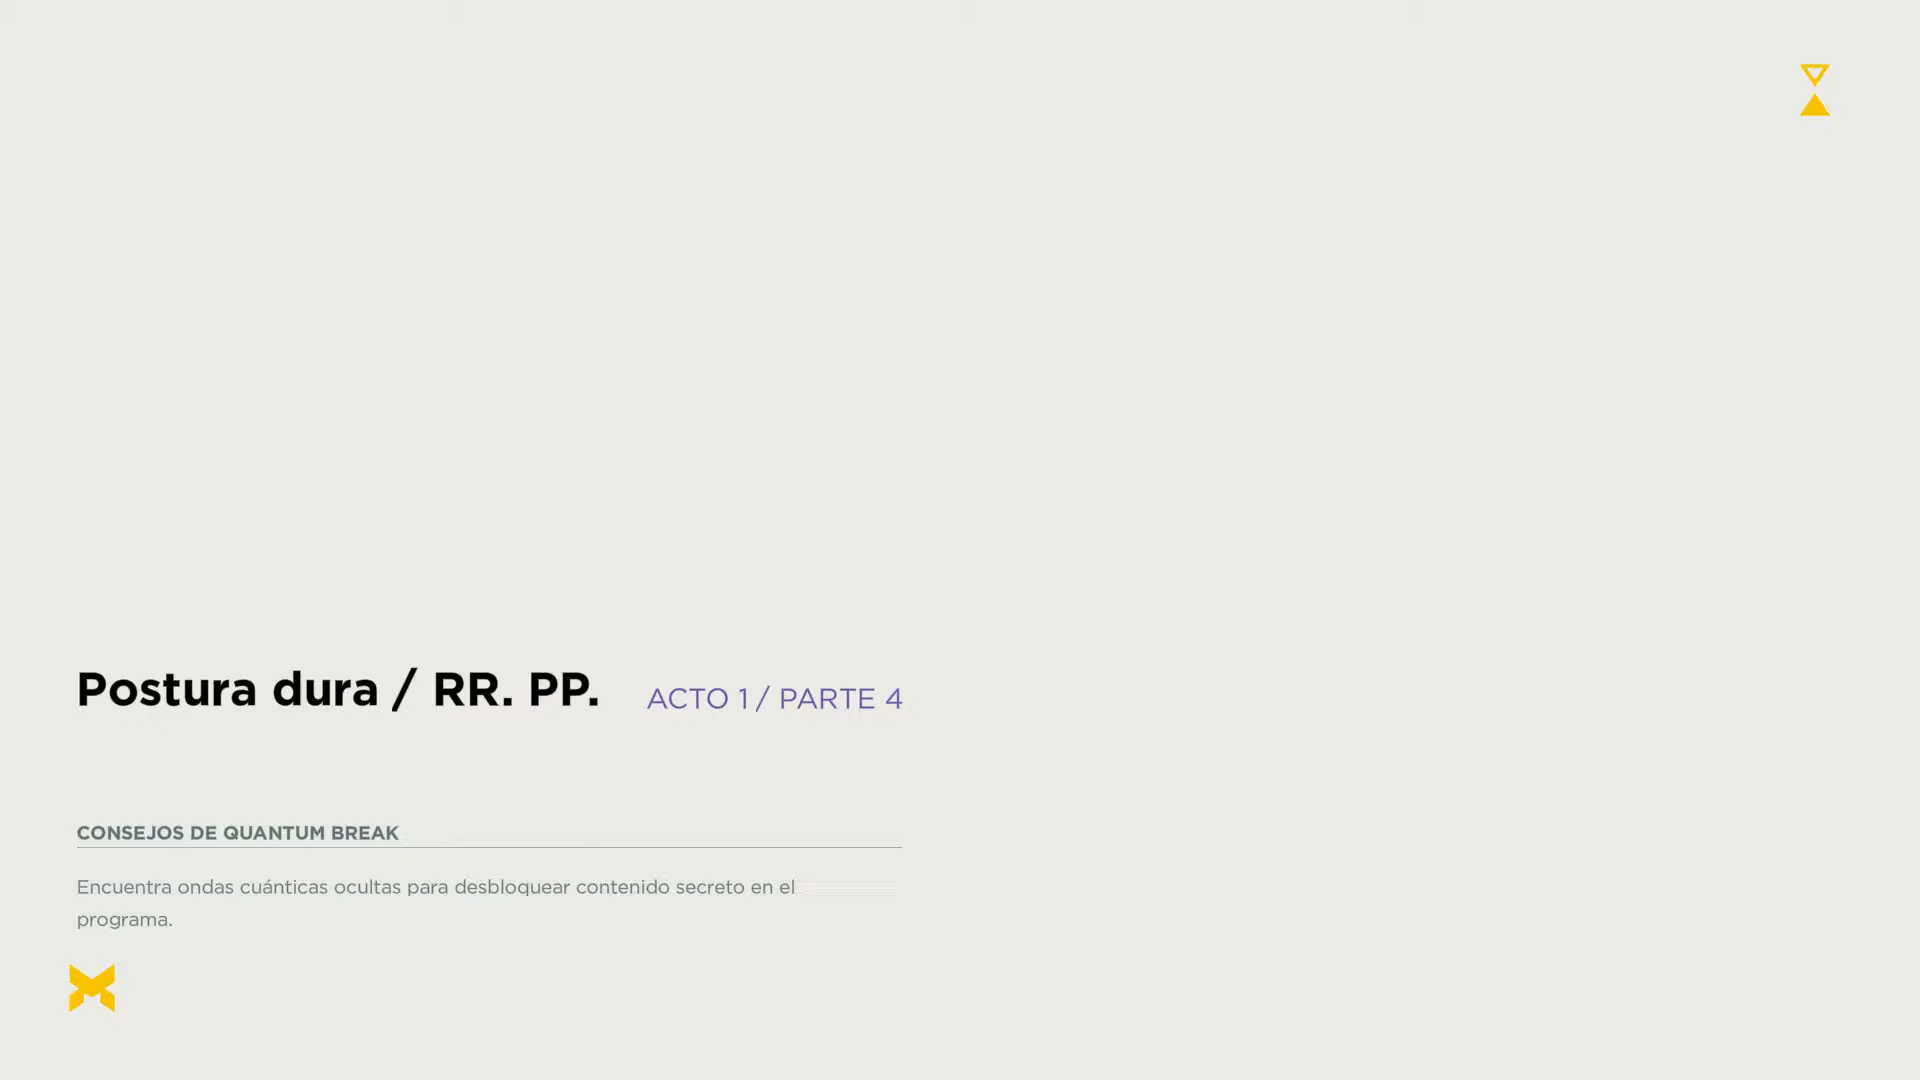 Postura dura / RR. PP. ACTO 1 / PARTE 4
CONSEJOS DE QUANTUM BREAK
Encuentra ondas cuánticas ocultas para desbloquear contenido secreto en el
programa.